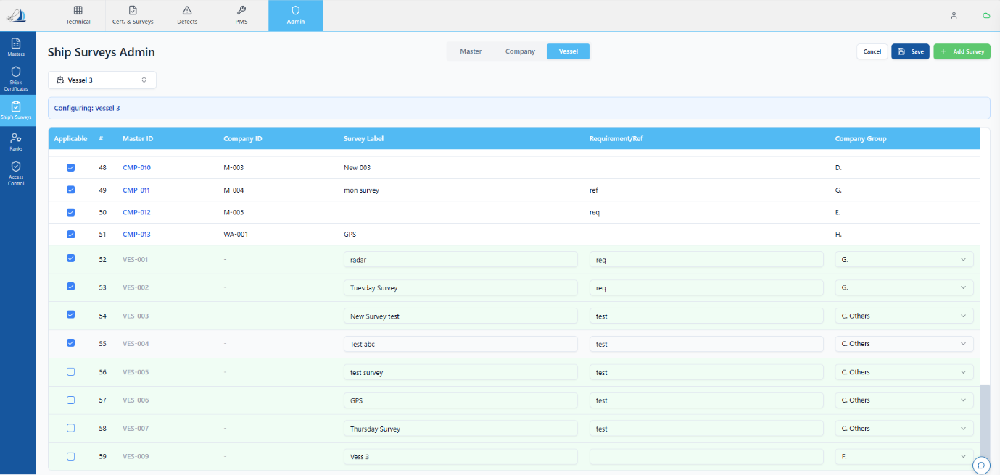 Technical
Cert. & Surveys
Defects
PMS
Admin
Masters
Ship's
Certificates
Ship's Surveys
Ranks
Access
Control
Ship Surveys Admin
Master
Company
Vessel
Cancel
Save
+ Add Survey
Vessel 3
Configuring: Vessel 3
Applicable # Master ID Company ID Survey Label Requirement/Ref Company Group
48 CMP-010 M-003 New 003 D.
49 CMP-011 M-004 mon survey ref G.
50 CMP-012 M-005 req E.
51 CMP-013 WA-001 GPS H.
52 VES-001 - radar req G.
53 VES-002 - Tuesday Survey req G.
54 VES-003 - New Survey test test C. Others
55 VES-004 - Test abc test C. Others
56 VES-005 - test survey test C. Others
57 VES-006 - GPS test C. Others
58 VES-007 - Thursday Survey test C. Others
59 VES-009 - Vess 3 F.